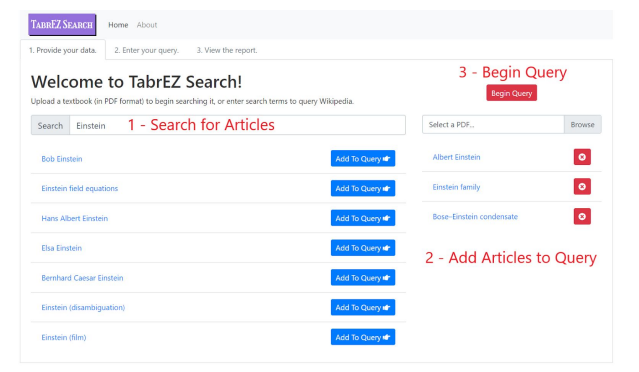 TABREZ SEARCH Home About
1. Provide your data. 2. Enter your query. 3. View the report.
Welcome to TabrEZ Search!
Upload a textbook (in PDF format) to begin searching it, or enter search terms to query Wikipedia.
3 - Begin Query
Begin Query
Search Einstein 1 - Search for Articles
Select a PDF... Browse
Bob Einstein Add To Query
Albert Einstein
Einstein field equations Add To Query
Einstein family
Hans Albert Einstein Add To Query
Bose–Einstein condensate
Elsa Einstein Add To Query
2 - Add Articles to Query
Bernhard Caesar Einstein Add To Query
Einstein (disambiguation) Add To Query
Einstein (film) Add To Query